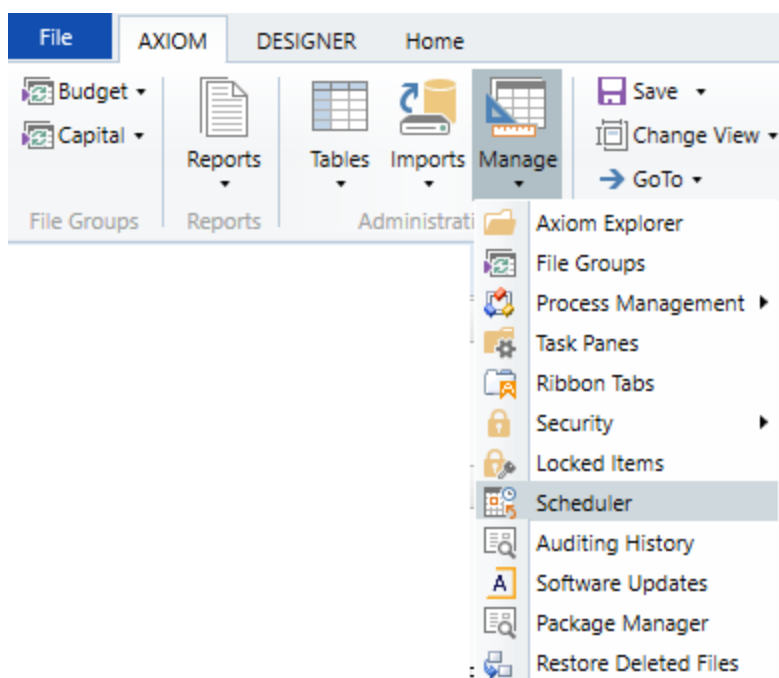 File AXIOM DESIGNER Home
Budget
Capital
Reports
Tables
Imports
Manage
Save
Change View
GoTo
File Groups
Reports
Administrati
Axiom Explorer
File Groups
Process Management
Task Panes
Ribbon Tabs
Security
Locked Items
Scheduler
Auditing History
Software Updates
Package Manager
Restore Deleted Files